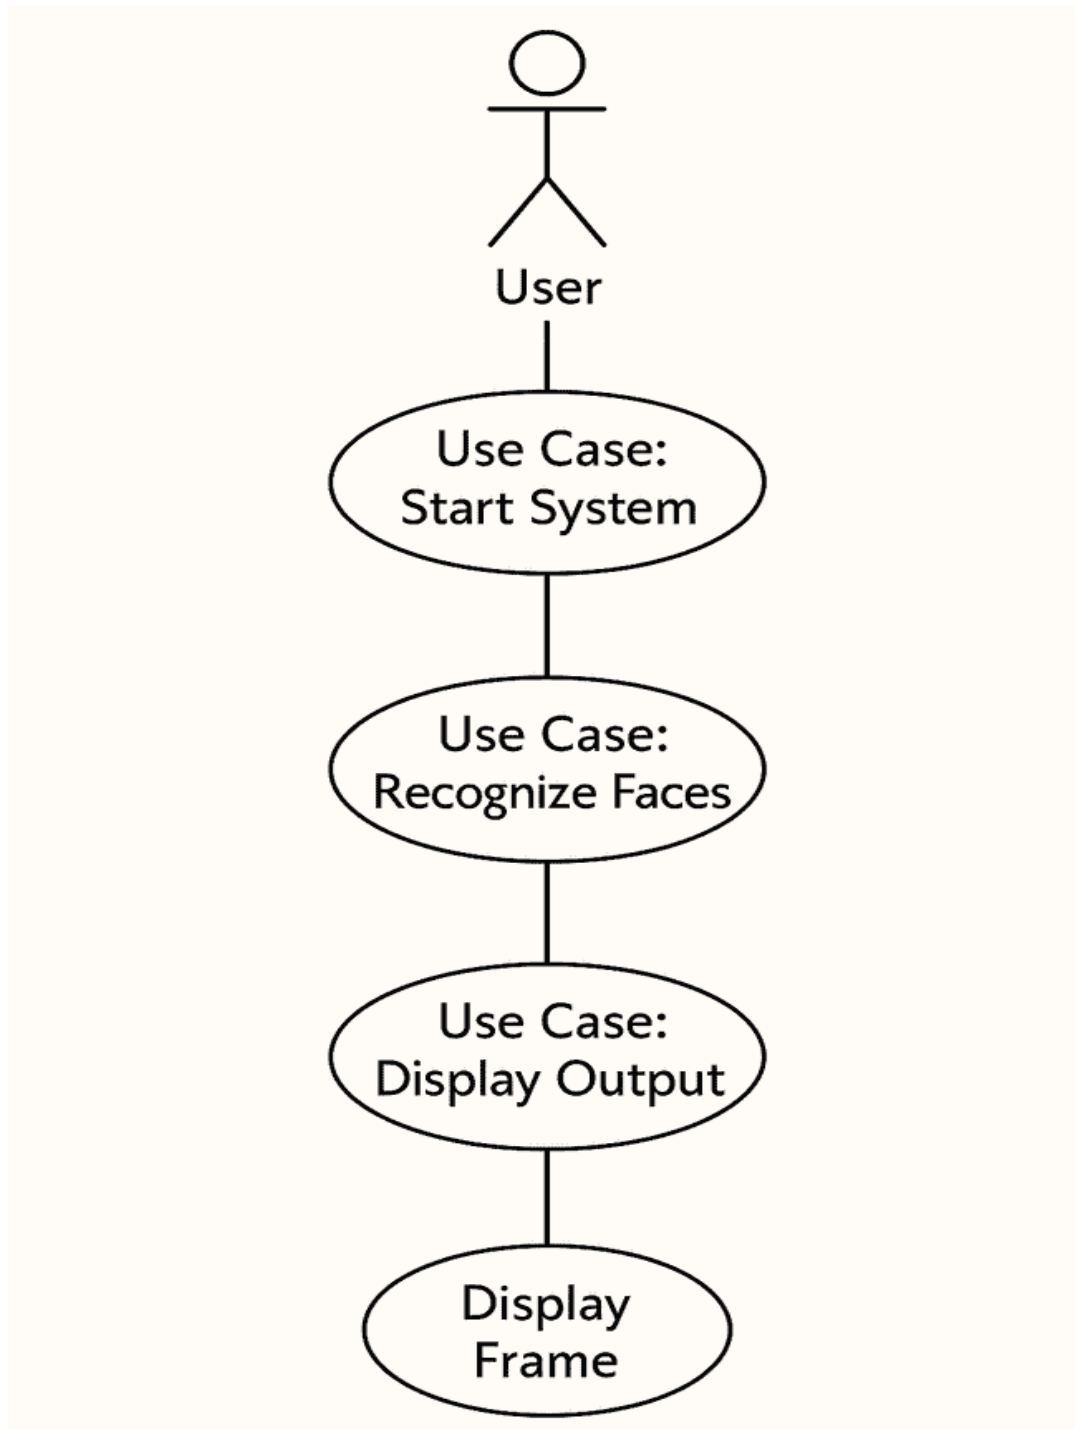 User
Use Case:
Start System
Use Case:
Recognize Faces
Use Case:
Display Output
Display
Frame